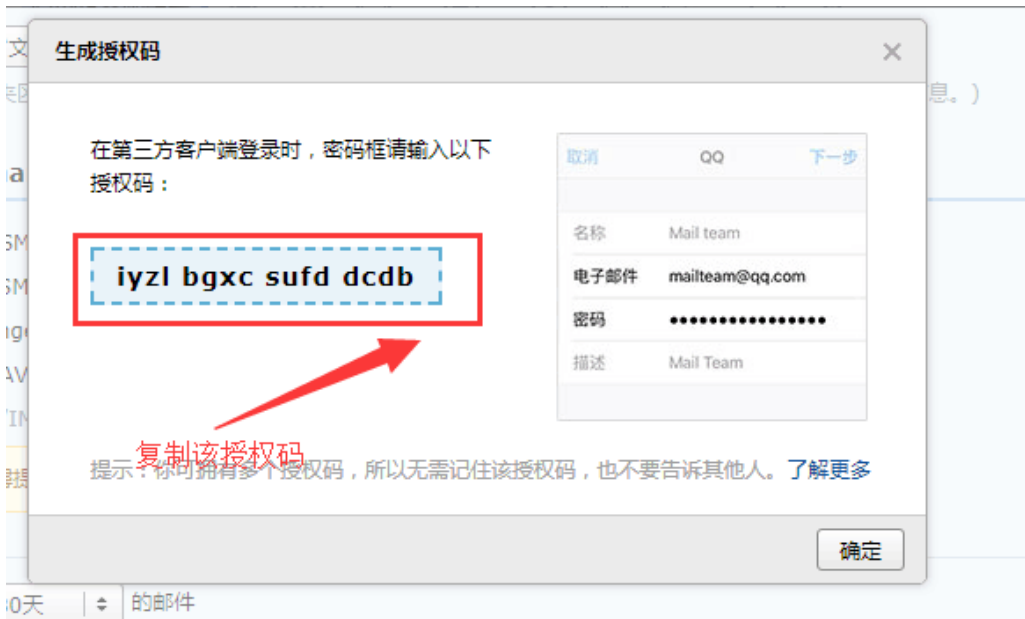 文
生成授权码
息。)
在第三方客户端登录时，密码框请输入以下
授权码：
取消 QQ 下一步
名称 Mail team
iyzl bgxc sufd dcdb
电子邮件 mailteam@qq.com
密码 ••••••••••••••••
描述 Mail Team
复制该授权码
提示：你可拥有多个授权码，所以无需记住该授权码，也不要告诉其他人。了解更多
确定
0天 的邮件